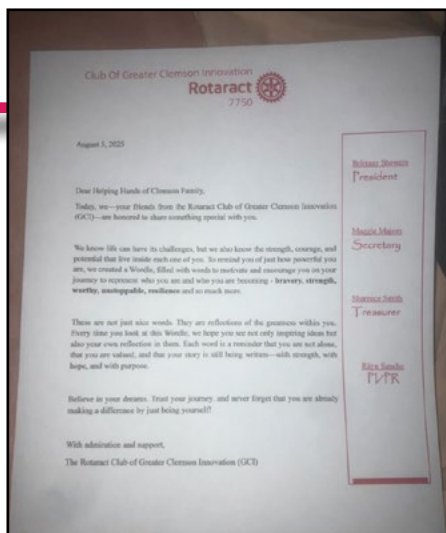 Club Of Greater Clemson Innovation
Rotaract
7750
August 5, 2025
Dear Helping Hands of Clemson Family,
Today, we—your friends from the Rotaract Club of Greater Clemson Innovation
(GCI)—are honored to share something special with you.
We know life can have its challenges, but we also know the strength, courage, and
potential that live inside each one of you. To remind you of just how powerful you
are, we created a Wordle, filled with words to motivate and encourage you on your
journey to represent who you are and who you are becoming - bravery, strength,
worthy, unstoppable, resilience and so much more.
These are not just nice words. They are reflections of the greatness within you.
Every time you look at this Wordle, we hope you see not only inspiring ideas but
also your own reflection in them. Each word is a reminder that you are not alone,
that you are valued, and that your story is still being written—with strength, with
hope, and with purpose.
Believe in your dreams. Trust your journey, and never forget that you are already
making a difference by just being yourself!
With admiration and support,
The Rotaract Club of Greater Clemson Innovation (GCI)
President
Secretary
Smith
Treasurer